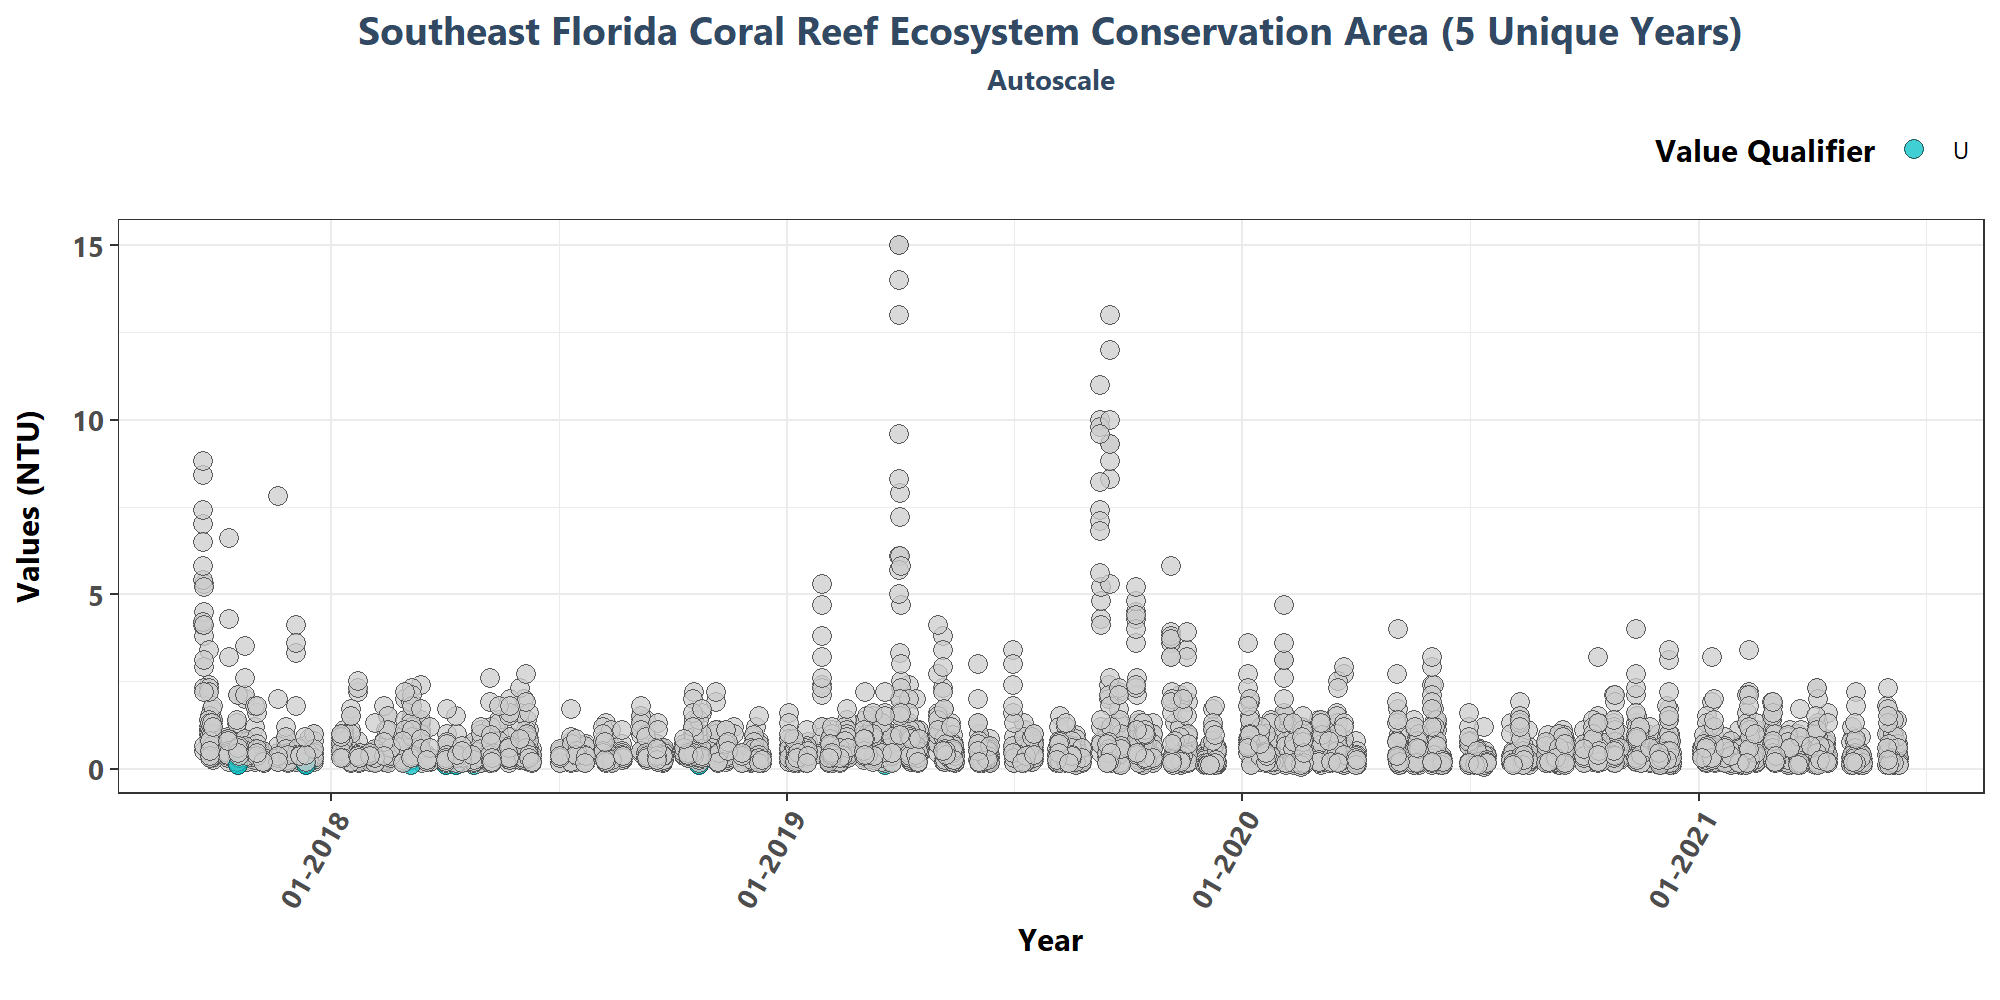 Southeast Florida Coral Reef Ecosystem Conservation Area (5 Unique Years)
Autoscale
Value Qualifier U
Values (NTU)
15
10
5
0
01-2018 01-2019 01-2020 01-2021
Year